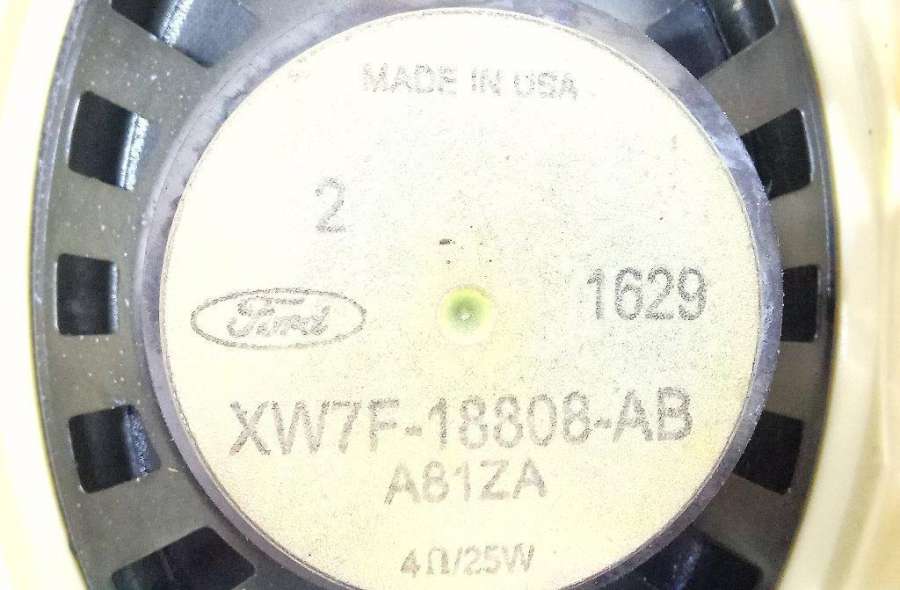 MADE IN USA
2
Ford
1629
XW7F-18808-AB
A81ZA
4Ω/25W